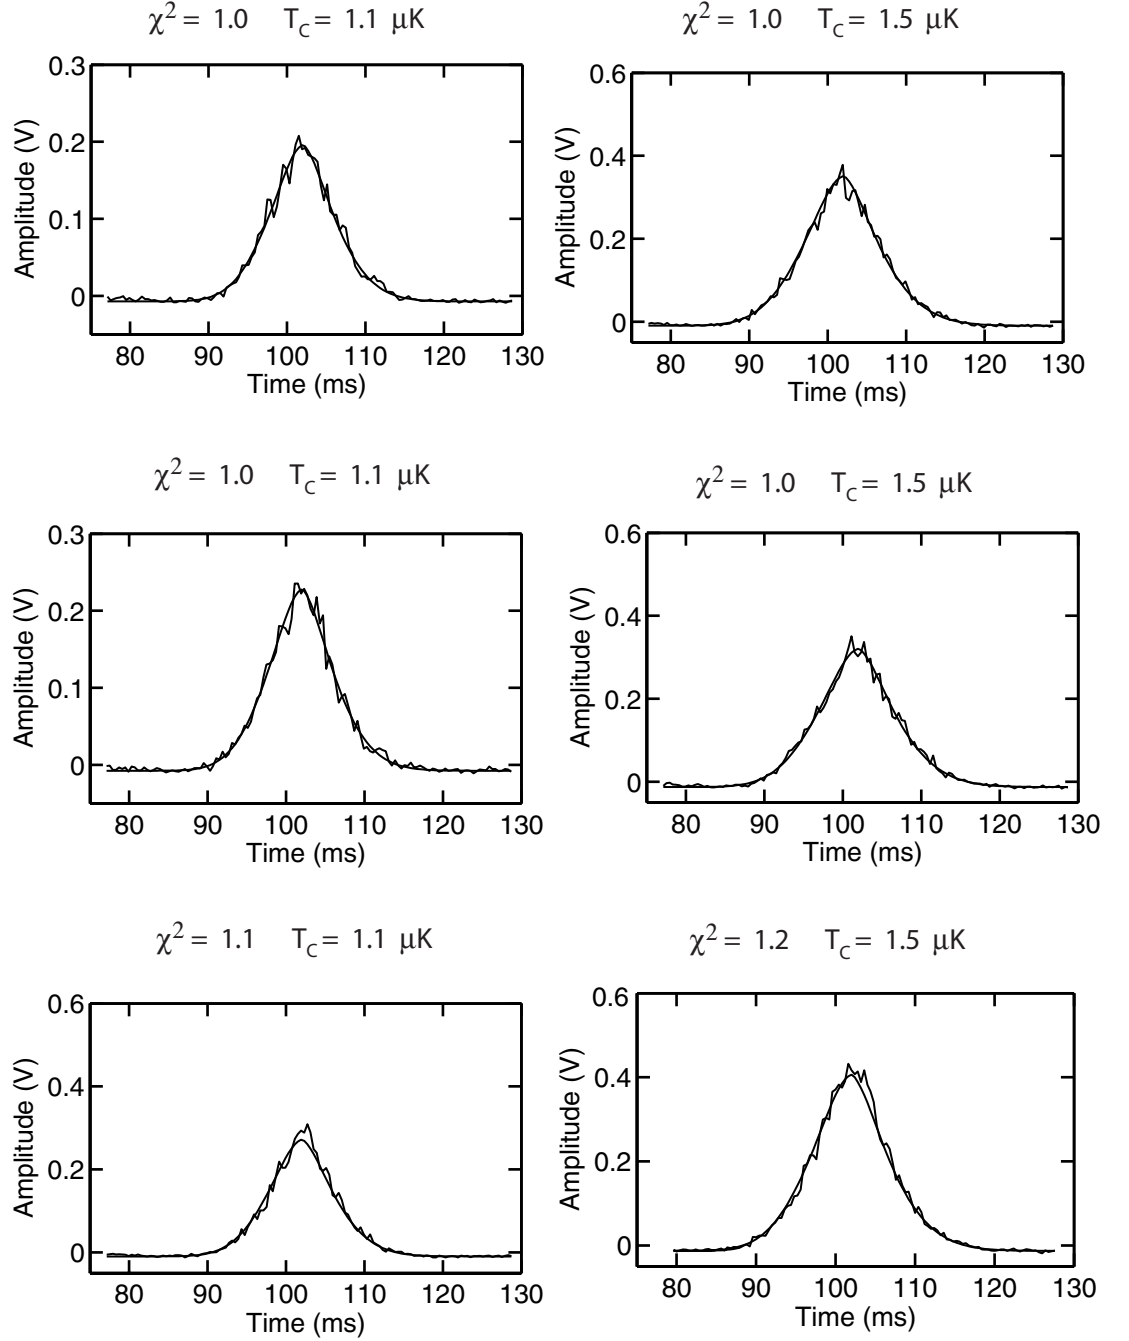 χ² = 1.0 T_C = 1.1 μK
0.3
0.2
0.1
0
Amplitude (V)
80 90 100 110 120 130
Time (ms)
χ² = 1.0 T_C = 1.5 μK
0.6
0.4
0.2
0
Amplitude (V)
80 90 100 110 120 130
Time (ms)
χ² = 1.0 T_C = 1.1 μK
0.3
0.2
0.1
0
Amplitude (V)
80 90 100 110 120 130
Time (ms)
χ² = 1.0 T_C = 1.5 μK
0.6
0.4
0.2
0
Amplitude (V)
80 90 100 110 120 130
Time (ms)
χ² = 1.1 T_C = 1.1 μK
0.6
0.4
0.2
0
Amplitude (V)
80 90 100 110 120 130
Time (ms)
χ² = 1.2 T_C = 1.5 μK
0.6
0.4
0.2
0
Amplitude (V)
80 90 100 110 120 130
Time (ms)